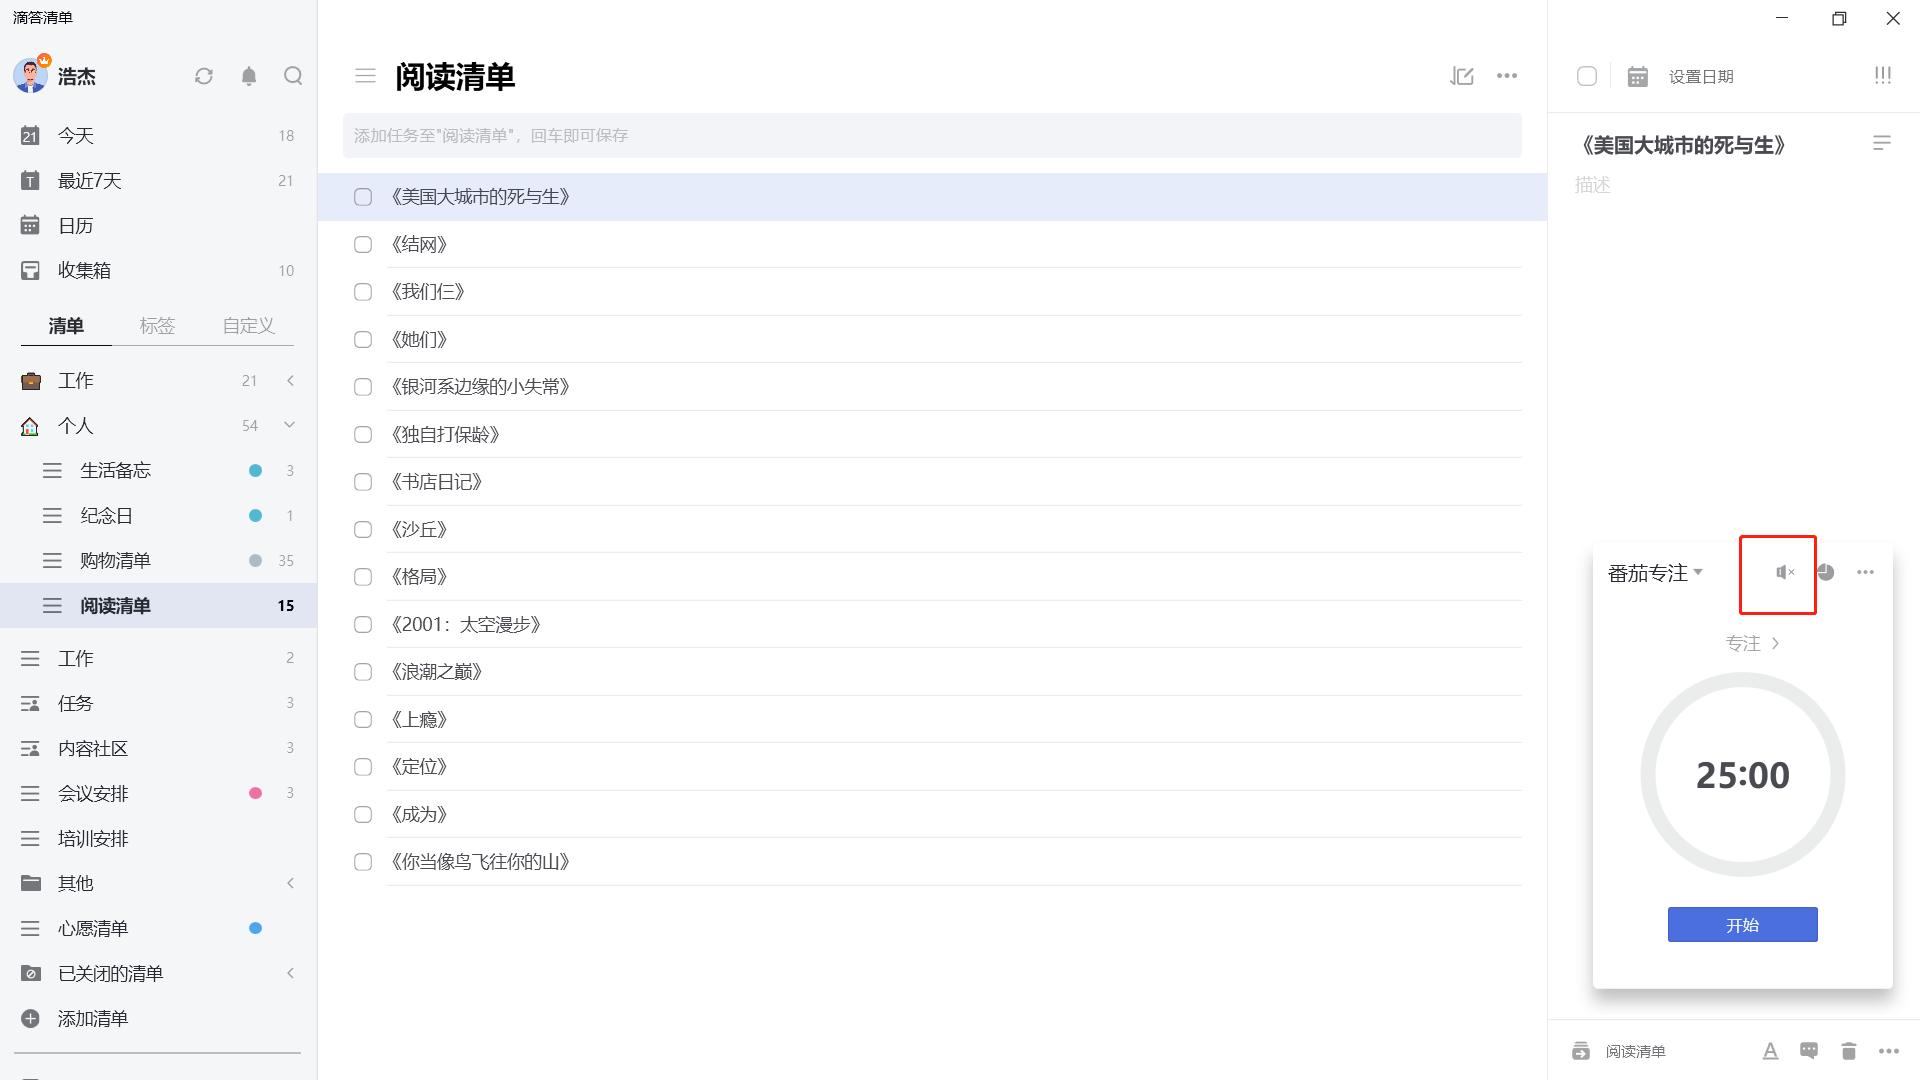 滴答清单
浩杰
21 今天 18
T 最近7天 21
日历
收集箱 10
清单 标签 自定义
工作 21
个人 54
生活备忘 3
纪念日 1
购物清单 35
阅读清单 15
工作 2
任务 3
内容社区 3
会议安排 3
培训安排
其他
心愿清单
已关闭的清单
添加清单
阅读清单
添加任务至"阅读清单"，回车即可保存
《美国大城市的死与生》
《结网》
《我们仨》
《她们》
《银河系边缘的小失常》
《独自打保龄》
《书店日记》
《沙丘》
《格局》
《2001：太空漫步》
《浪潮之巅》
《上瘾》
《定位》
《成为》
《你当像鸟飞往你的山》
设置日期
《美国大城市的死与生》
描述
番茄专注
专注
25:00
开始
阅读清单